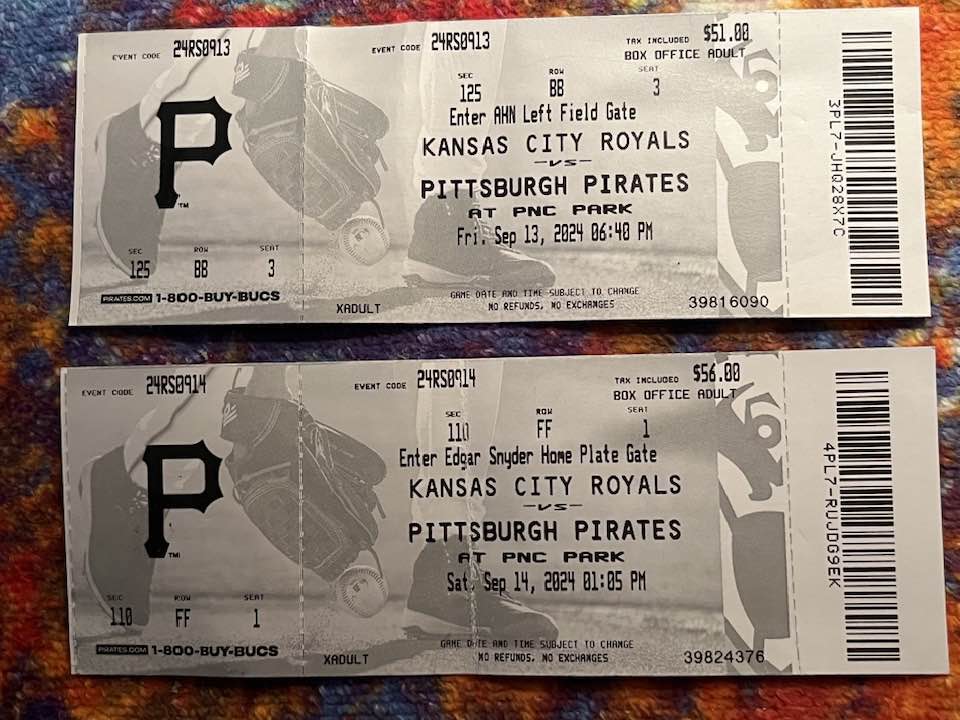 EVENT CODE 24RS0913
EVENT CODE 24RS0913
TAX INCLUDED $51.00
BOX OFFICE ADULT
SEC ROW SEAT
125 BB 3
Enter AHN Left Field Gate
KANSAS CITY ROYALS
-vs-
PITTSBURGH PIRATES
AT PNC PARK
Fri. Sep 13, 2024 06:40 PM
P
TM
SEC ROW SEAT
125 BB 3
PIRATES.COM 1-800-BUY-BUCS
XADULT
GAME DATE AND TIME SUBJECT TO CHANGE
NO REFUNDS, NO EXCHANGES
39816090
3PL7-JHQ28X7C
EVENT CODE 24RS0914
EVENT CODE 24RS0914
TAX INCLUDED $56.00
BOX OFFICE ADULT
SEC ROW SEAT
110 FF 1
Enter Edgar Snyder Home Plate Gate
KANSAS CITY ROYALS
-vs-
PITTSBURGH PIRATES
AT PNC PARK
Sat. Sep 14, 2024 01:05 PM
P
TM
SEC ROW SEAT
110 FF 1
PIRATES.COM 1-800-BUY-BUCS
XADULT
GAME DATE AND TIME SUBJECT TO CHANGE
NO REFUNDS, NO EXCHANGES
39824376
4PL7-RUJDG9EK